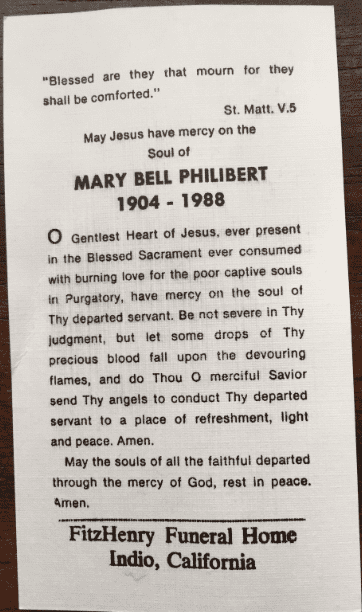 "Blessed are they that mourn for they
shall be comforted."
St. Matt. V.5
May Jesus have mercy on the
Soul of
MARY BELL PHILIBERT
1904 - 1988
O Gentlest Heart of Jesus, ever present
in the Blessed Sacrament ever consumed
with burning love for the poor captive souls
in Purgatory, have mercy on the soul of
Thy departed servant. Be not severe in Thy
judgment, but let some drops of Thy
precious blood fall upon the devouring
flames, and do Thou O merciful Savior
send Thy angels to conduct Thy departed
servant to a place of refreshment, light
and peace. Amen.
May the souls of all the faithful departed
through the mercy of God, rest in peace.
Amen.
FitzHenry Funeral Home
Indio, California